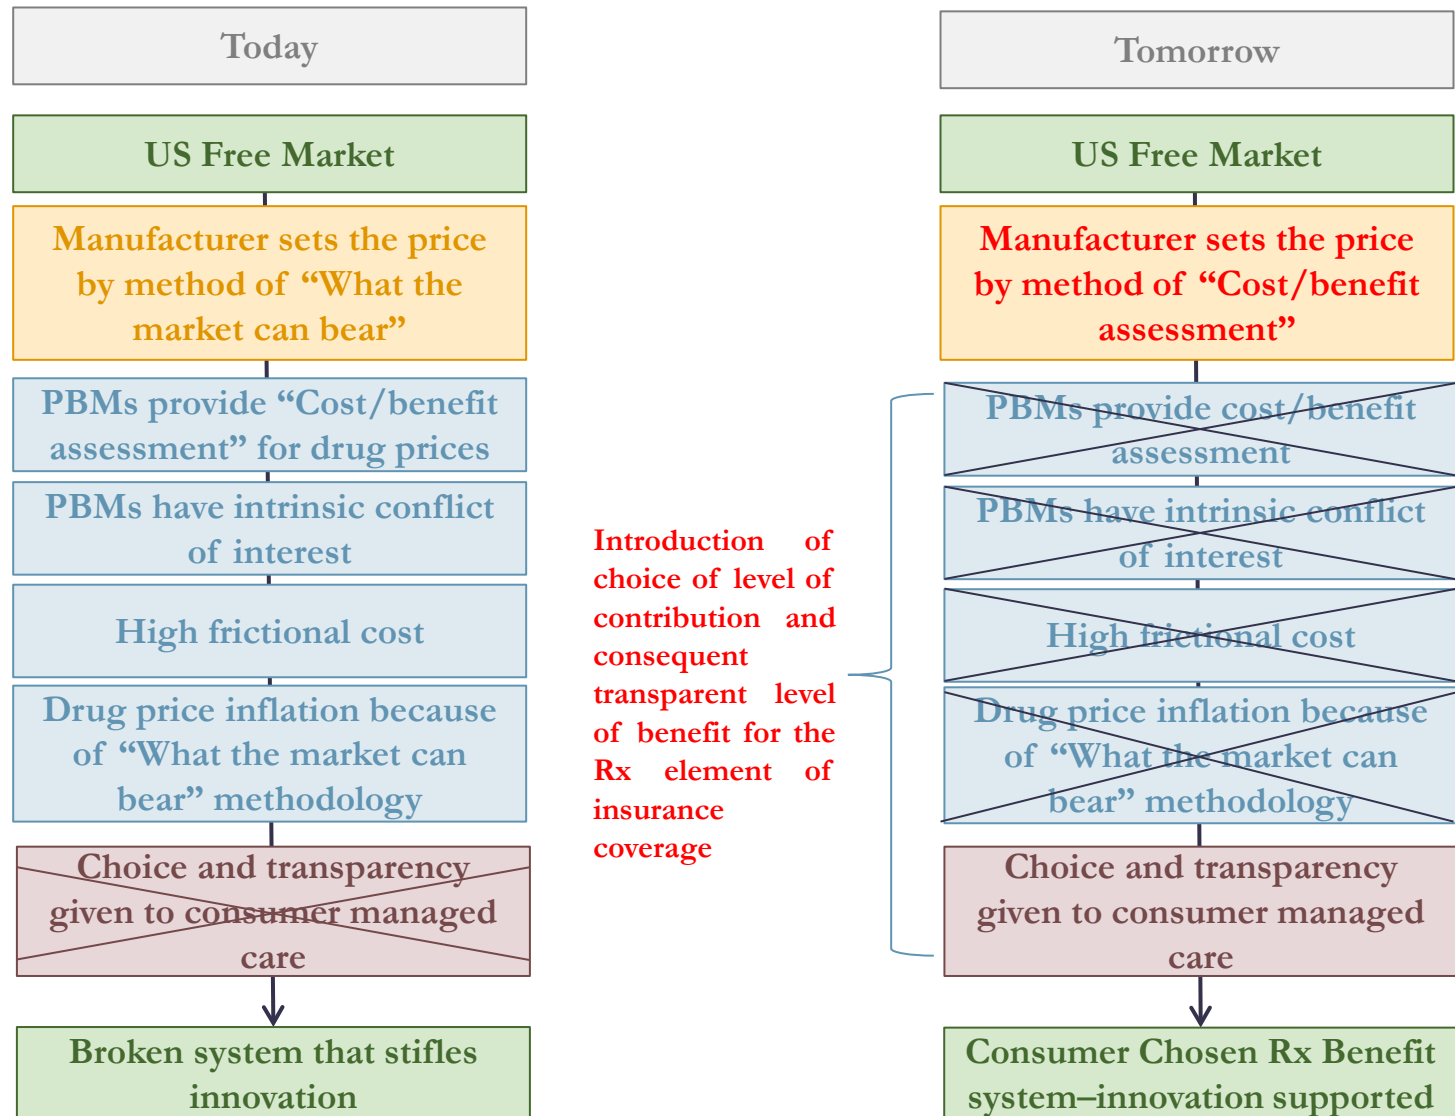 Today
US Free Market
Manufacturer sets the price
by method of “What the
market can bear”
PBMs provide “Cost/benefit
assessment” for drug prices
PBMs have intrinsic conflict
of interest
High frictional cost
Drug price inflation because
of “What the market can
bear” methodology
Choice and transparency
given to consumer managed
care
Broken system that stifles
innovation
Introduction of
choice of level of
contribution and
consequent
transparent level
of benefit for the
Rx element of
insurance
coverage
Tomorrow
US Free Market
Manufacturer sets the price
by method of “Cost/benefit
assessment”
PBMs provide cost/benefit
assessment
PBMs have intrinsic conflict
of interest
High frictional cost
Drug price inflation because
of “What the market can
bear” methodology
Choice and transparency
given to consumer managed
care
Consumer Chosen Rx Benefit
system–innovation supported